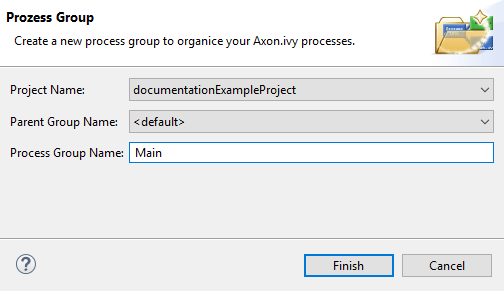 Prozess Group
Create a new process group to organice your Axon.ivy processes.
Project Name: documentationExampleProject
Parent Group Name: <default>
Process Group Name: Main
?
Finish Cancel